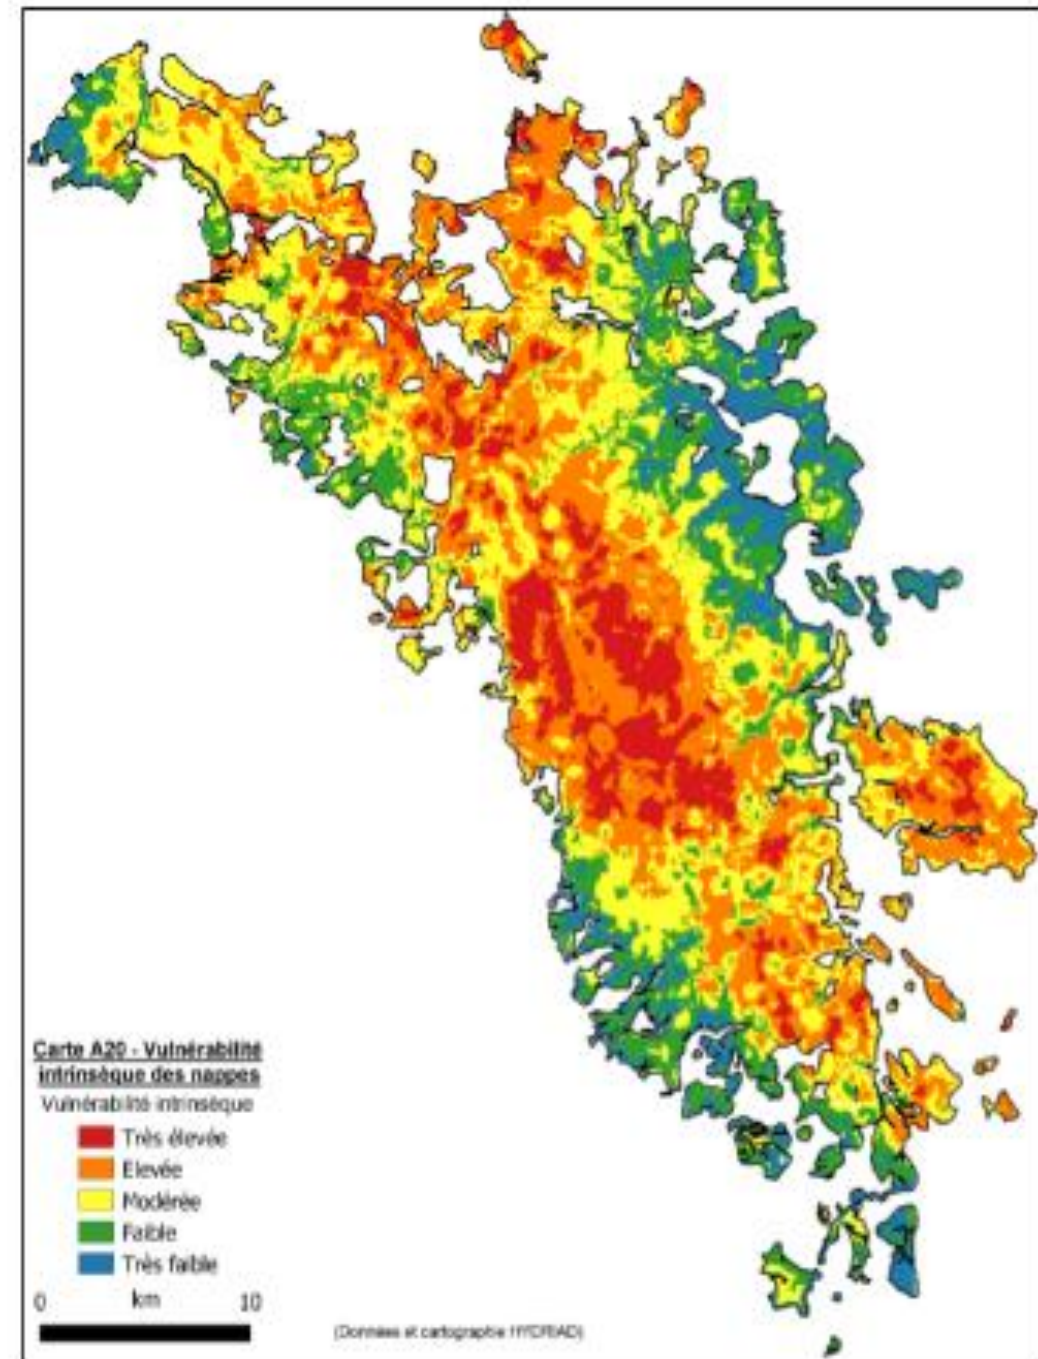 Carte A20 - Vulnérabilité
intrinsèque des nappes
Vulnérabilité intrinsèque
Très élevée
Elevée
Modérée
Faible
Très faible
0 km 10
(Données et cartographie HYDRIAD)